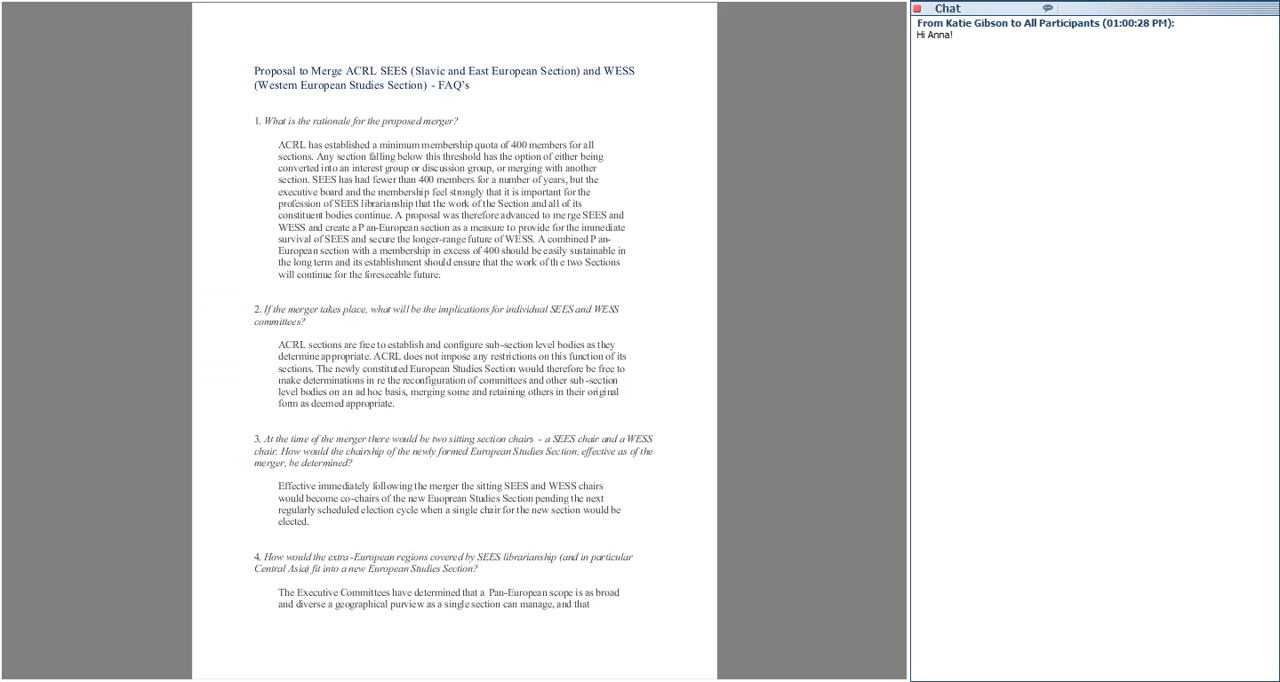 Proposal to Merge ACRL SEES (Slavic and East European Section) and WESS
(Western European Studies Section) - FAQ's
1. What is the rationale for the proposed merger?
ACRL has established a minimum membership quota of 400 members for all
sections. Any section falling below this threshold has the option of either being
converted into an interest group or discussion group, or merging with another
section. SEES has had fewer than 400 members for a number of years, but the
executive board and the membership feel strongly that it is important for the
profession of SEES librarianship that the work of the Section and all of its
constituent bodies continue. A proposal was therefore advanced to merge SEES and
WESS and create a Pan-European section as a measure to provide for the immediate
survival of SEES and secure the longer-range future of WESS. A combined Pan-
European section with a membership in excess of 400 should be easily sustainable in
the long term and its establishment should ensure that the work of the two Sections
will continue for the foreseeable future.
2. If the merger takes place, what will be the implications for individual SEES and WESS
committees?
ACRL sections are free to establish and configure sub-section level bodies as they
determine appropriate. ACRL does not impose any restrictions on this function of its
sections. The newly constituted European Studies Section would therefore be free to
make determinations in re the reconfiguration of committees and other sub-section
level bodies on an ad hoc basis, merging some and retaining others in their original
form as deemed appropriate.
3. At the time of the merger there would be two sitting section chairs - a SEES chair and a WESS
chair. How would the chairship of the newly formed European Studies Section, effective as of the
merger, be determined?
Effective immediately following the merger the sitting SEES and WESS chairs
would become co-chairs of the new Euoprean Studies Section pending the next
regularly scheduled election cycle when a single chair for the new section would be
elected.
4. How would the extra-European regions covered by SEES librarianship (and in particular
Central Asia) fit into a new European Studies Section?
The Executive Committees have determined that a Pan-European scope is as broad
and diverse a geographical purview as a single section can manage, and that
Chat
From Katie Gibson to All Participants (01:00:28 PM):
Hi Anna!